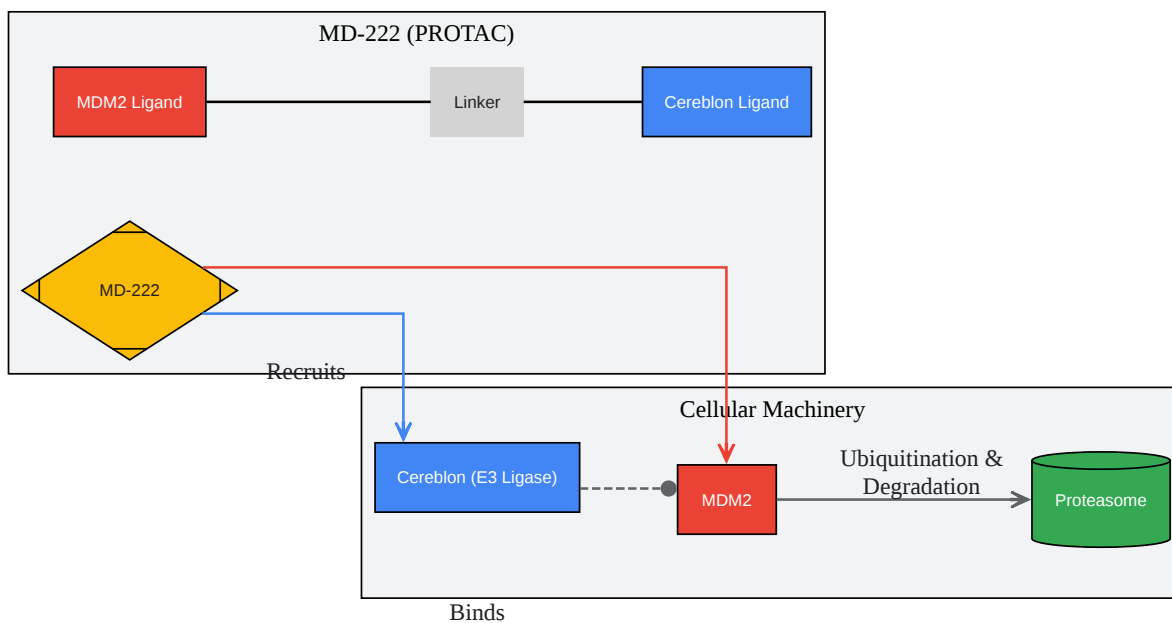 MD-222 (PROTAC)
MDM2 Ligand
Linker
Cereblon Ligand
MD-222
Recruits
Cellular Machinery
Cereblon (E3 Ligase)
MDM2
Ubiquitination &
Degradation
Proteasome
Binds